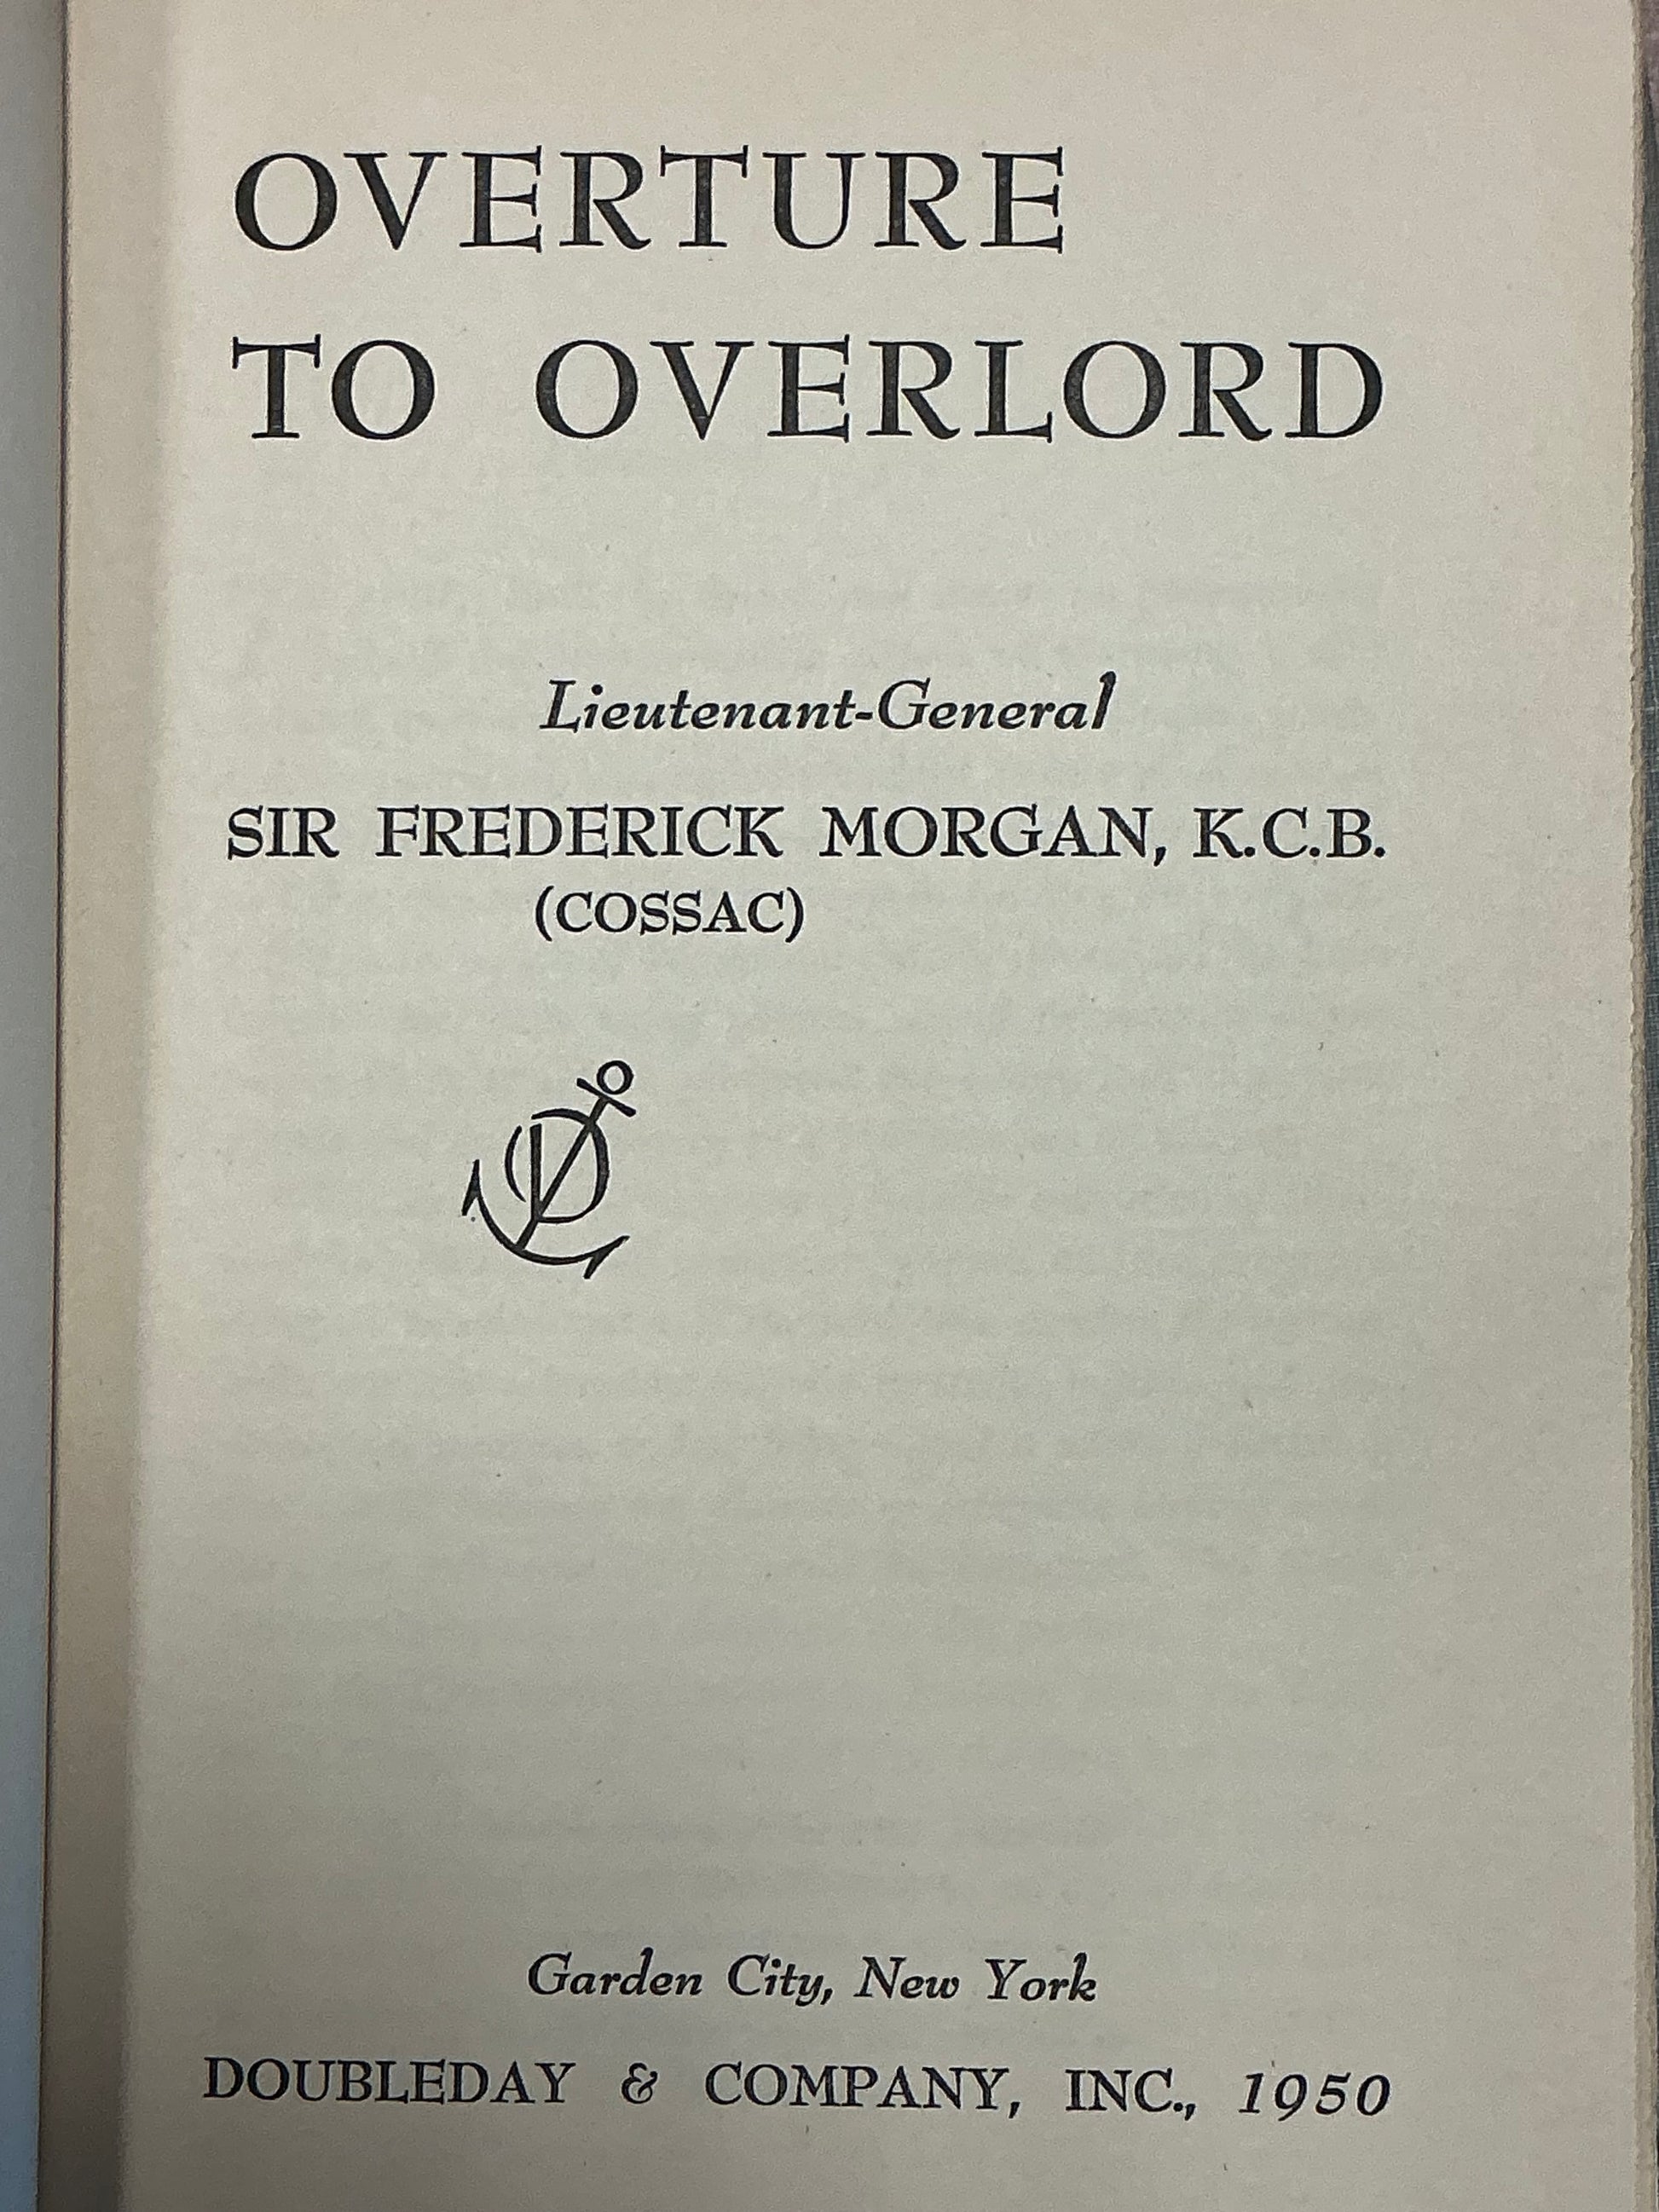 OVERTURE
TO OVERLORD
Lieutenant-General
SIR FREDERICK MORGAN, K.C.B.
(COSSAC)
Garden City, New York
DOUBLEDAY & COMPANY, INC., 1950